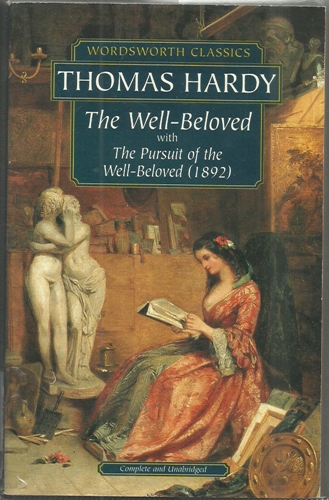 WORDSWORTH CLASSICS
THOMAS HARDY
The Well-Beloved
with
The Pursuit of the
Well-Beloved (1892)
Complete and Unabridged